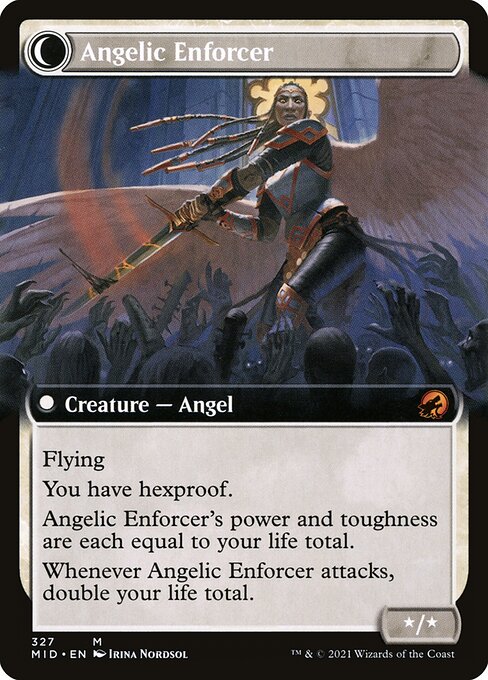 Angelic Enforcer
Creature — Angel
Flying
You have hexproof.
Angelic Enforcer's power and toughness
are each equal to your life total.
Whenever Angelic Enforcer attacks,
double your life total.
*/*
327 M
MID • EN Irina Nordsol
™ & © 2021 Wizards of the Coast